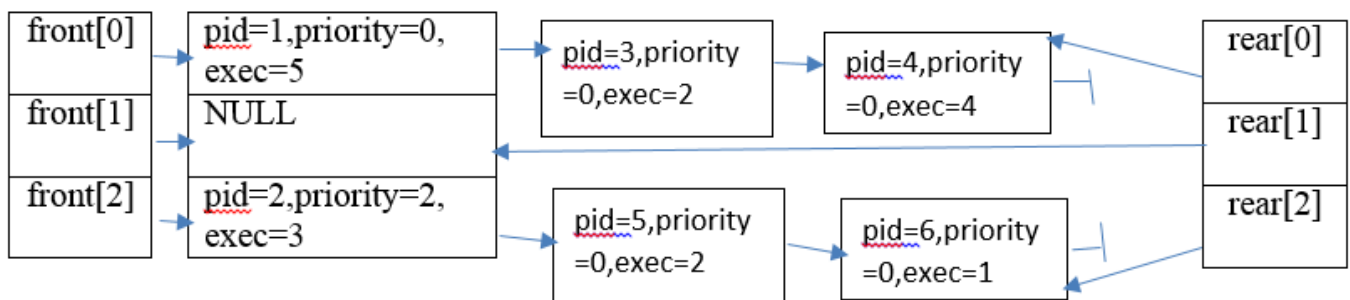 front[0]
pid=1,priority=0,
exec=5
pid=3,priority
=0,exec=2
pid=4,priority
=0,exec=4
rear[0]
front[1]
NULL
rear[1]
front[2]
pid=2,priority=2,
exec=3
pid=5,priority
=0,exec=2
pid=6,priority
=0,exec=1
rear[2]